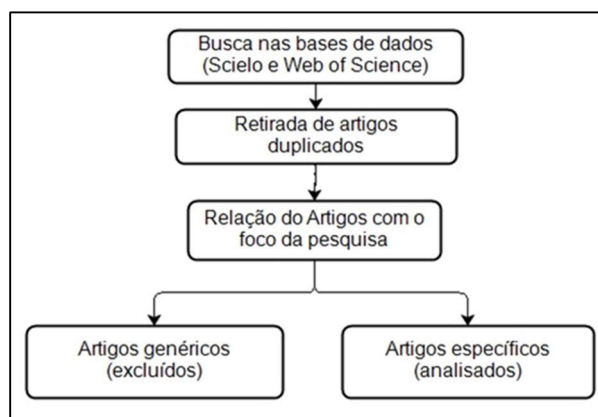 Busca nas bases de dados
(Scielo e Web of Science)
Retirada de artigos
duplicados
Relação do Artigos com o
foco da pesquisa
Artigos genéricos
(excluídos)
Artigos específicos
(analisados)